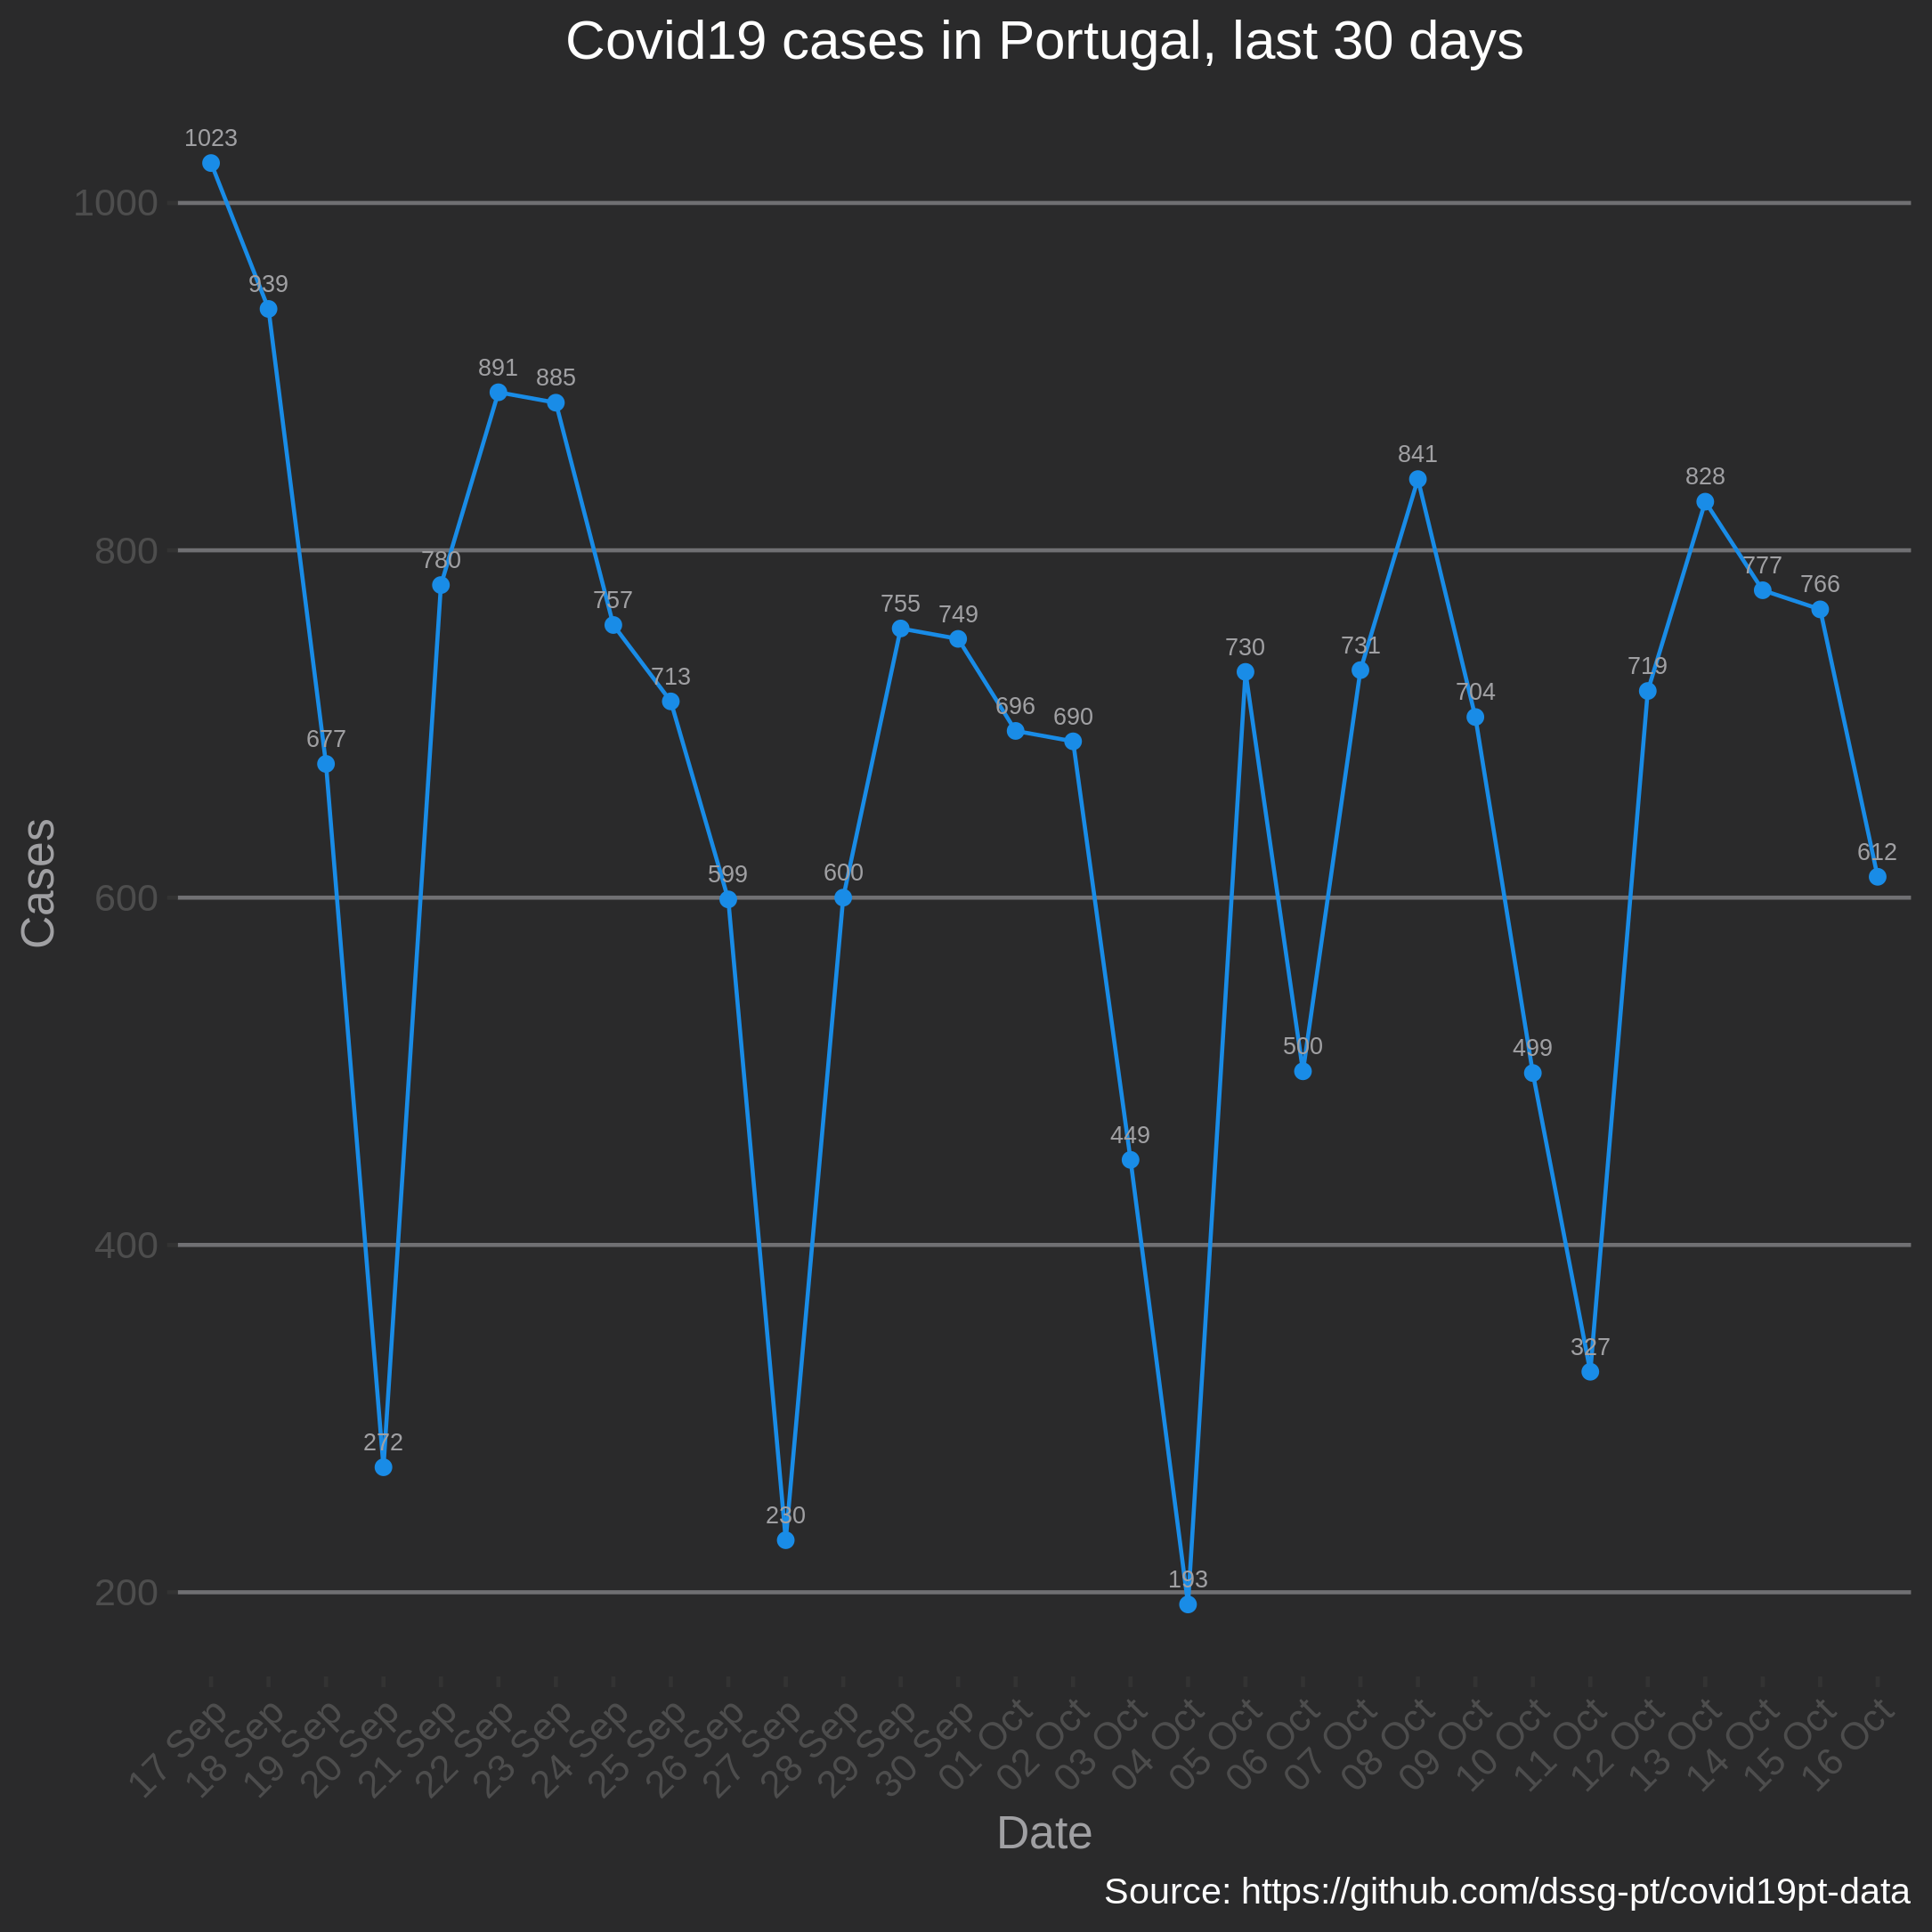 Covid19 cases in Portugal, last 30 days
1023
939
677
272
780
891
885
757
713
599
230
600
755
749
696
690
449
193
730
500
731
841
704
499
327
719
828
777
766
612
1000
800
600
400
200
Cases
17 Sep
18 Sep
19 Sep
20 Sep
21 Sep
22 Sep
23 Sep
24 Sep
25 Sep
26 Sep
27 Sep
28 Sep
29 Sep
30 Sep
01 Oct
02 Oct
03 Oct
04 Oct
05 Oct
06 Oct
07 Oct
08 Oct
09 Oct
10 Oct
11 Oct
12 Oct
13 Oct
14 Oct
15 Oct
16 Oct
Date
Source: https://github.com/dssg-pt/covid19pt-data